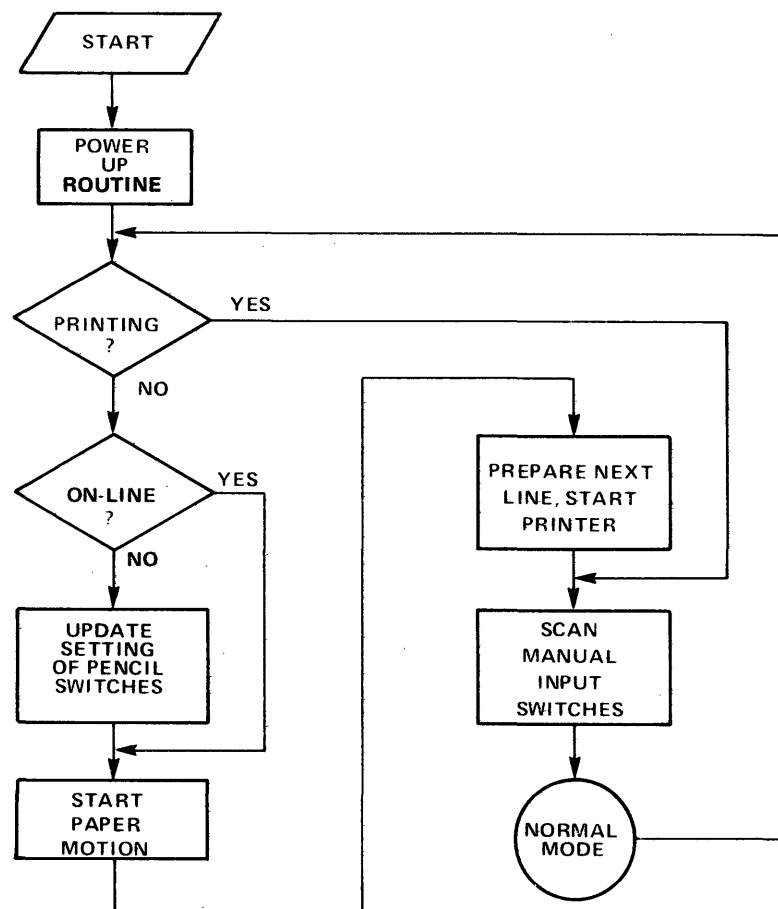 START
POWER
UP
ROUTINE
PRINTING
?
YES
NO
ON-LINE
?
YES
NO
UPDATE
SETTING
OF PENCIL
SWITCHES
START
PAPER
MOTION
PREPARE NEXT
LINE, START
PRINTER
SCAN
MANUAL
INPUT
SWITCHES
NORMAL
MODE